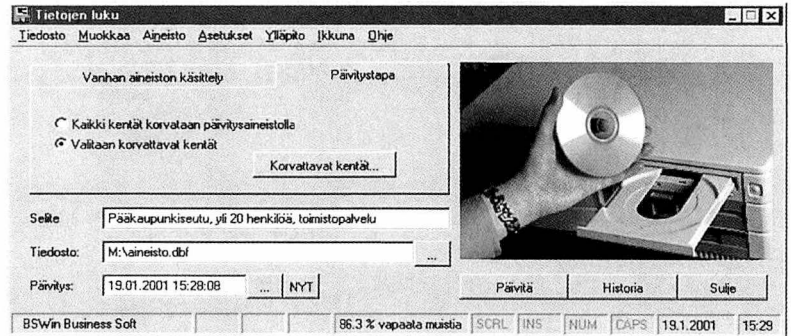 Tietojen luku
Tiedosto Muokkaa Aineisto Asetukset Ylläpito Ikkuna Ohje
Vanhan aineiston käsittely Päivitystapa
Kaikki kentät korvataan päivitysaineistolla
Valitaan korvattavat kentät
Korvattavat kentät...
Selite Pääkaupunkiseutu, yli 20 henkilöä, toimistopalvelu
Tiedosto: M:\aineisto.dbf ...
Päivitys: 19.01.2001 15:28:08 ... NYT
Päivitä Historia Sulje
BSWin Business Soft 86.3 % vapaata muistia SCRL INS NUM CAPS 19.1.2001 15:29